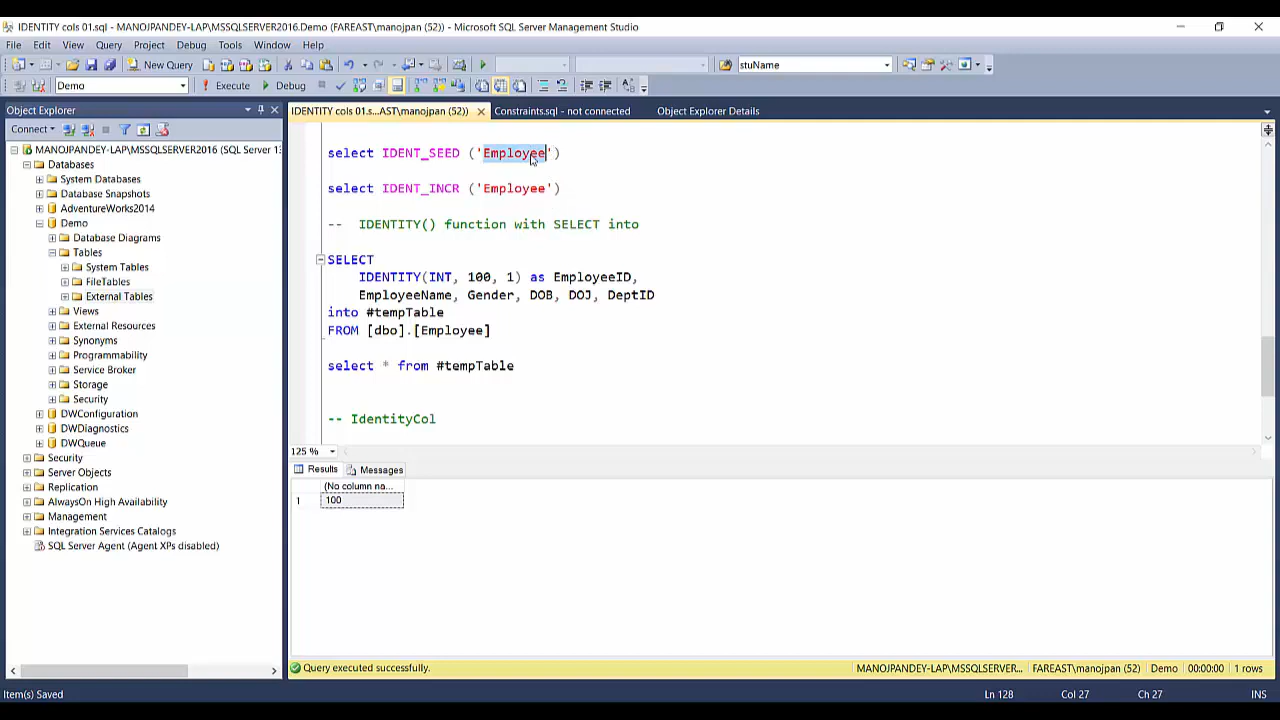 IDENTITY cols 01.sql - MANOJPANDEY-LAP\MSSQLSERVER2016.Demo (FAREAST\manojpan (52)) - Microsoft SQL Server Management Studio
File Edit View Query Project Debug Tools Window Help
New Query stuName
Demo Execute Debug
Object Explorer
IDENTITY cols 01.s...AST\manojpan (52)) Constraints.sql - not connected Object Explorer Details
Connect
MANOJPANDEY-LAP\MSSQLSERVER2016 (SQL Server 13
Databases
System Databases
Database Snapshots
AdventureWorks2014
Demo
Database Diagrams
Tables
System Tables
FileTables
External Tables
Views
External Resources
Synonyms
Programmability
Service Broker
Storage
Security
DWConfiguration
DWDiagnostics
DWQueue
Security
Server Objects
Replication
AlwaysOn High Availability
Management
Integration Services Catalogs
SQL Server Agent (Agent XPs disabled)
select IDENT_SEED ('Employee')
select IDENT_INCR ('Employee')
-- IDENTITY() function with SELECT into
SELECT
IDENTITY(INT, 100, 1) as EmployeeID,
EmployeeName, Gender, DOB, DOJ, DeptID
into #tempTable
FROM [dbo].[Employee]
select * from #tempTable
-- IdentityCol
125 %
Results Messages
(No column na...
1 100
Query executed successfully. MANOJPANDEY-LAP\MSSQLSERVER... FAREAST\manojpan (52) Demo 00:00:00 1 rows
Item(s) Saved Ln 128 Col 27 Ch 27 INS